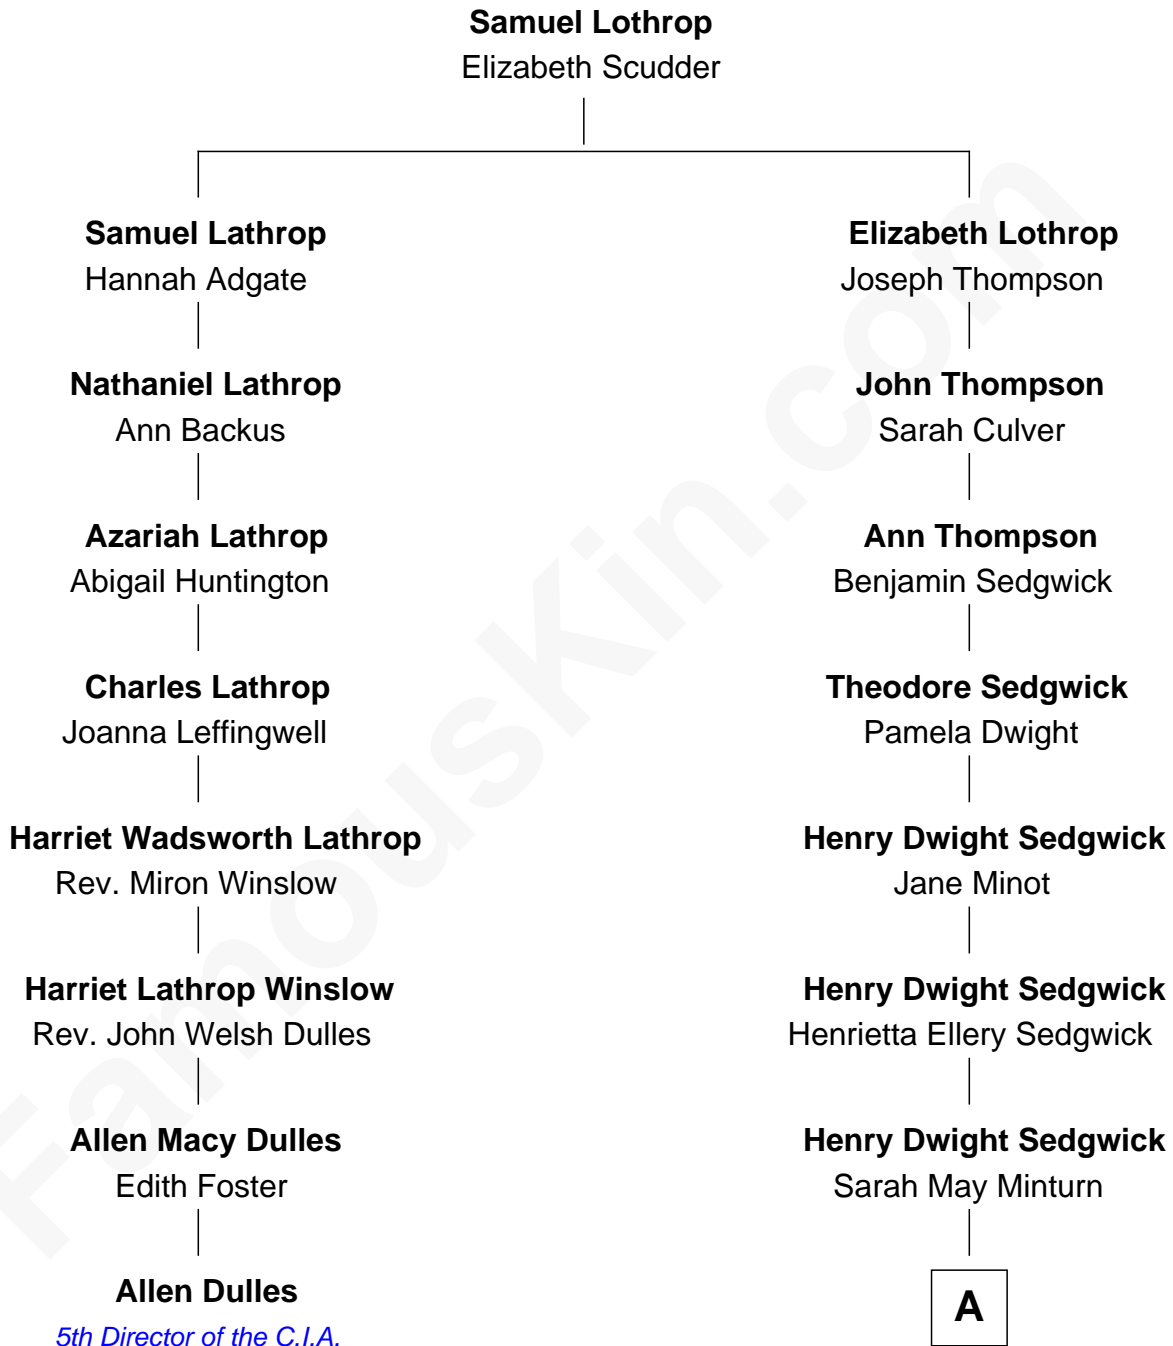 Samuel Lothrop
Elizabeth Scudder
Samuel Lathrop
Hannah Adgate
Nathaniel Lathrop
Ann Backus
Azariah Lathrop
Abigail Huntington
Charles Lathrop
Joanna Leffingwell
Harriet Wadsworth Lathrop
Rev. Miron Winslow
Harriet Lathrop Winslow
Rev. John Welsh Dulles
Allen Macy Dulles
Edith Foster
Allen Dulles
5th Director of the C.I.A.
Elizabeth Lothrop
Joseph Thompson
John Thompson
Sarah Culver
Ann Thompson
Benjamin Sedgwick
Theodore Sedgwick
Pamela Dwight
Henry Dwight Sedgwick
Jane Minot
Henry Dwight Sedgwick
Henrietta Ellery Sedgwick
Henry Dwight Sedgwick
Sarah May Minturn
A
FamousKin.com